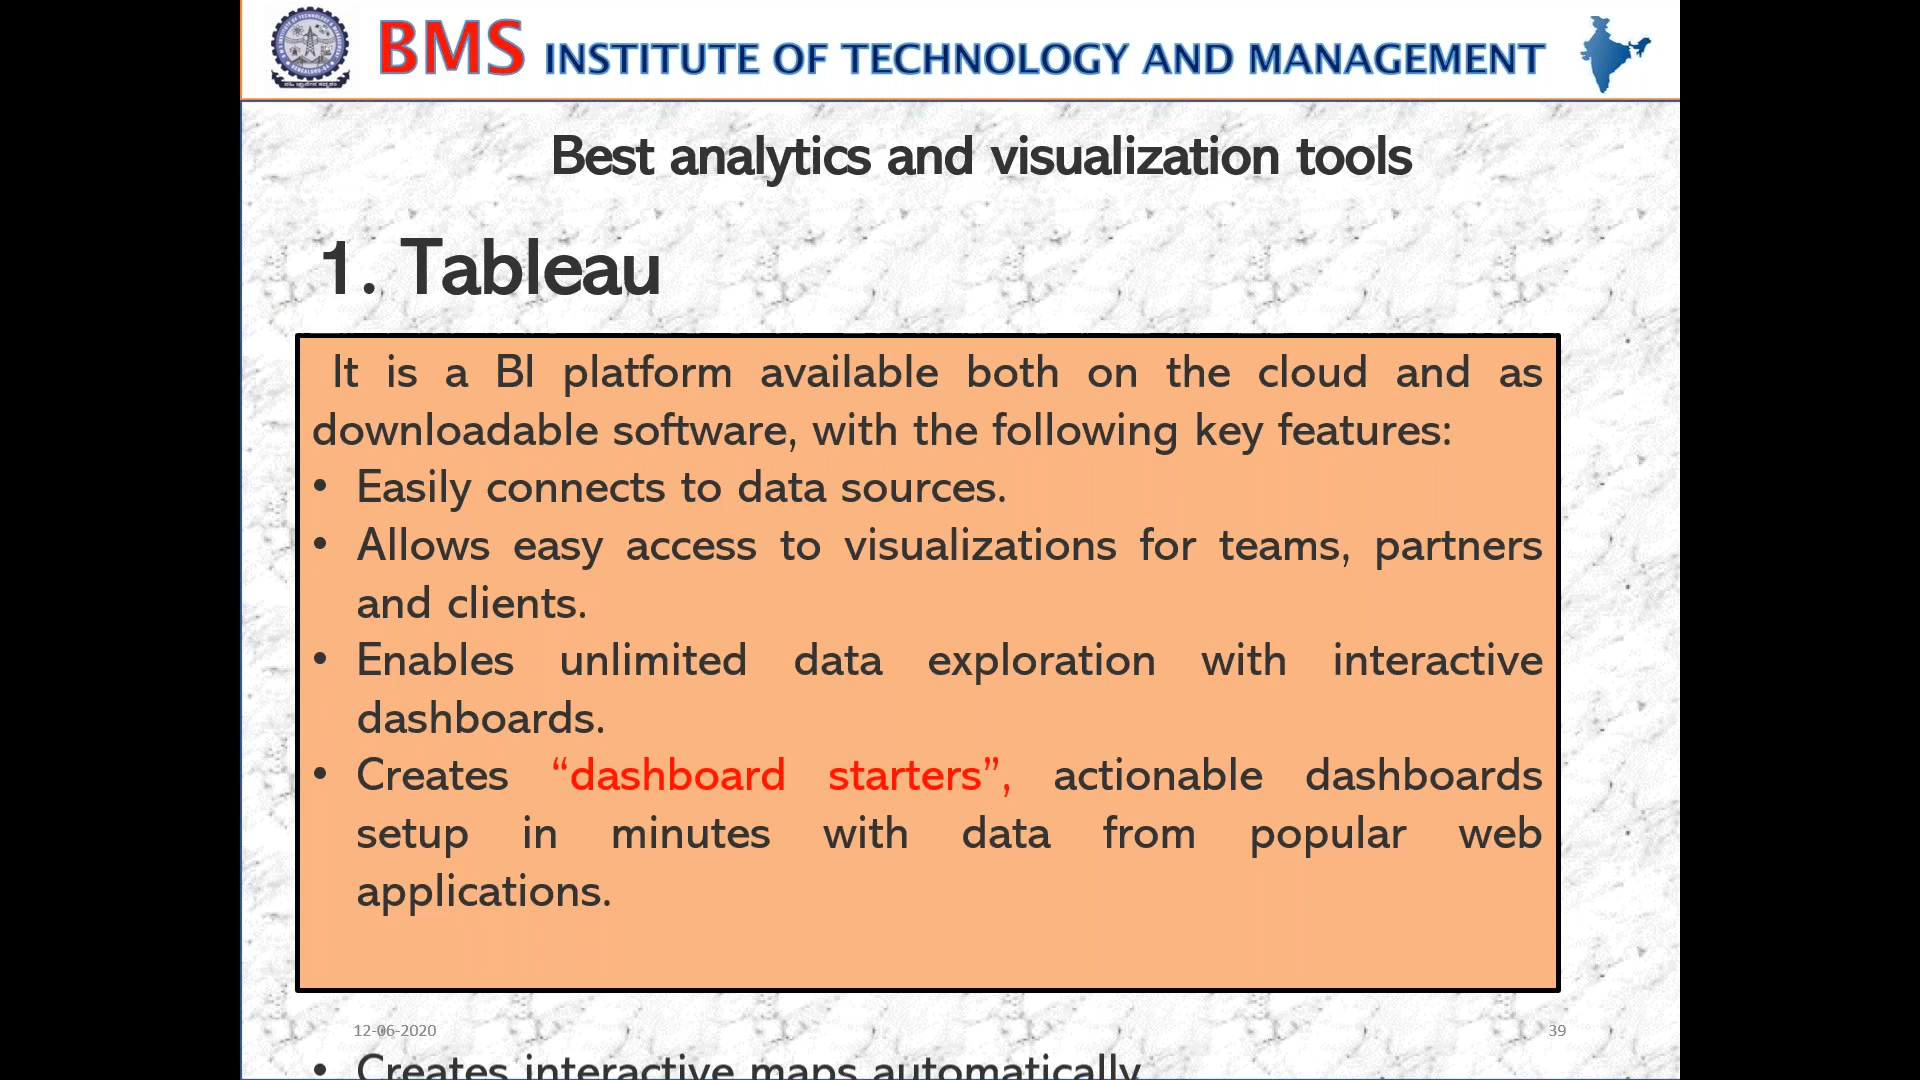 BMS INSTITUTE OF TECHNOLOGY AND MANAGEMENT
Best analytics and visualization tools
1. Tableau
It is a BI platform available both on the cloud and as
downloadable software, with the following key features:
• Easily connects to data sources.
• Allows easy access to visualizations for teams, partners
and clients.
• Enables unlimited data exploration with interactive
dashboards.
• Creates “dashboard starters”, actionable dashboards
setup in minutes with data from popular web
applications.
12-06-2020
39
• Creates interactive maps automatically